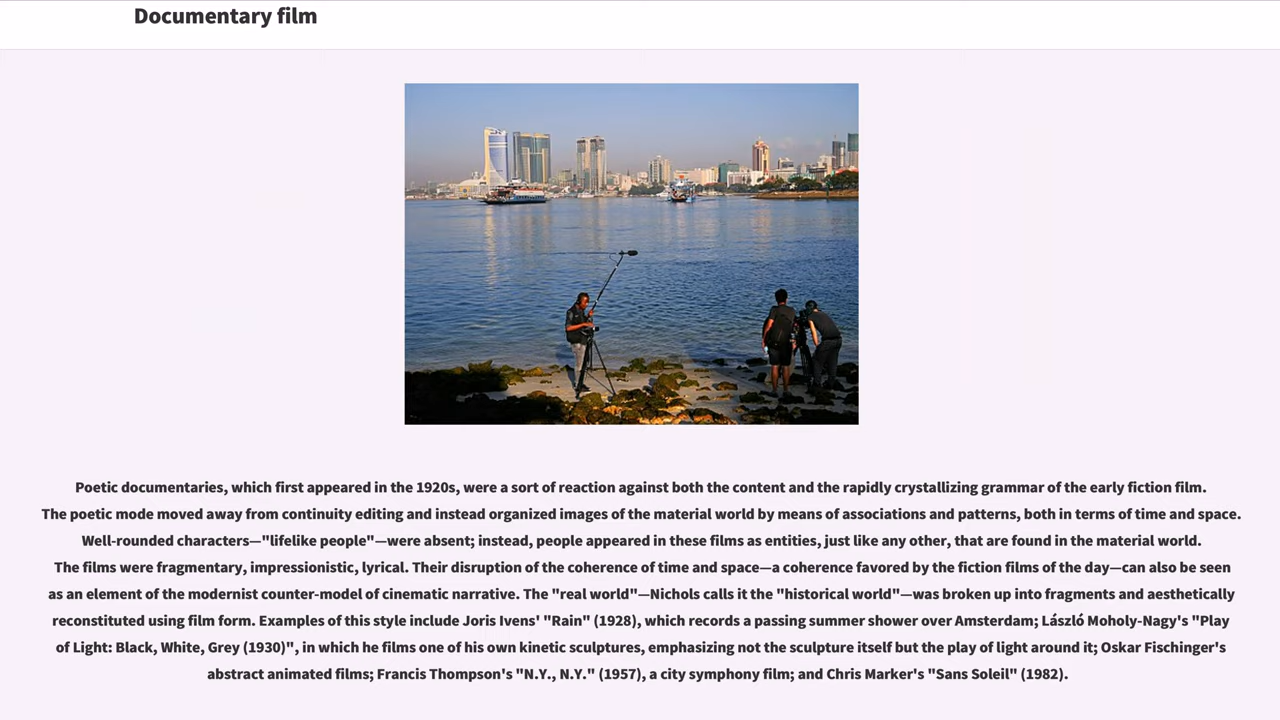 Documentary film
Poetic documentaries, which first appeared in the 1920s, were a sort of reaction against both the content and the rapidly crystallizing grammar of the early fiction film.
The poetic mode moved away from continuity editing and instead organized images of the material world by means of associations and patterns, both in terms of time and space.
Well-rounded characters—"lifelike people"—were absent; instead, people appeared in these films as entities, just like any other, that are found in the material world.
The films were fragmentary, impressionistic, lyrical. Their disruption of the coherence of time and space—a coherence favored by the fiction films of the day—can also be seen
as an element of the modernist counter-model of cinematic narrative. The "real world"—Nichols calls it the "historical world"—was broken up into fragments and aesthetically
reconstituted using film form. Examples of this style include Joris Ivens' "Rain" (1928), which records a passing summer shower over Amsterdam; László Moholy-Nagy's "Play
of Light: Black, White, Grey (1930)", in which he films one of his own kinetic sculptures, emphasizing not the sculpture itself but the play of light around it; Oskar Fischinger's
abstract animated films; Francis Thompson's "N.Y., N.Y." (1957), a city symphony film; and Chris Marker's "Sans Soleil" (1982).